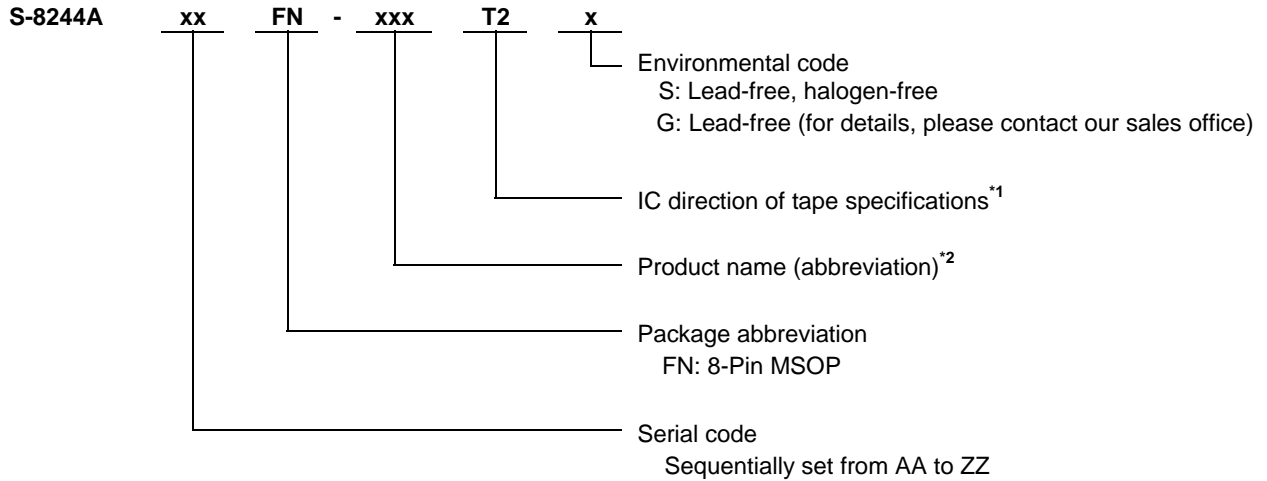 S-8244A xx FN - xxx T2 x
Environmental code
S: Lead-free, halogen-free
G: Lead-free (for details, please contact our sales office)
IC direction of tape specifications*1
Product name (abbreviation)*2
Package abbreviation
FN: 8-Pin MSOP
Serial code
Sequentially set from AA to ZZ